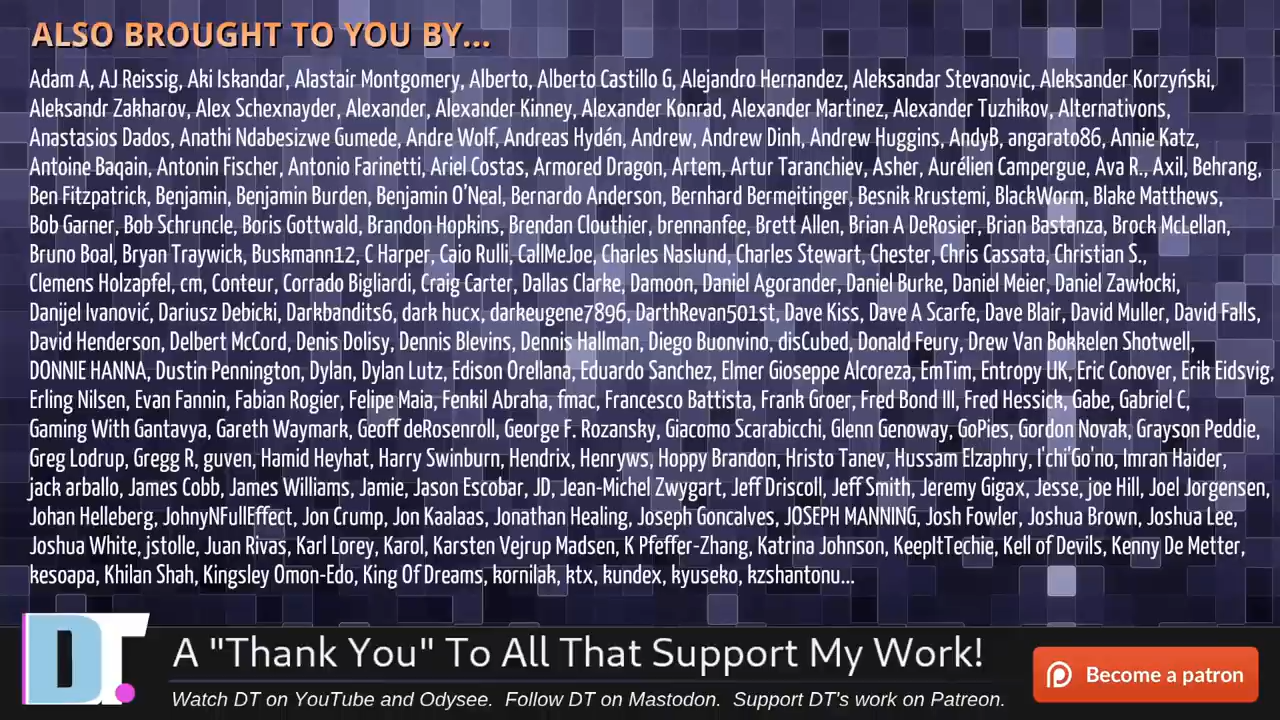 ALSO BROUGHT TO YOU BY...
Adam A, AJ Reissig, Aki Iskandar, Alastair Montgomery, Alberto, Alberto Castillo G, Alejandro Hernandez, Aleksandar Stevanovic, Aleksander Korzyński,
Aleksandr Zakharov, Alex Schexnayder, Alexander, Alexander Kinney, Alexander Konrad, Alexander Martinez, Alexander Tuzhikov, Alternativons,
Anastasios Dados, Anathi Ndabesizwe Gumede, Andre Wolf, Andreas Hydén, Andrew, Andrew Dinh, Andrew Huggins, AndyB, angarato86, Annie Katz,
Antoine Baqain, Antonin Fischer, Antonio Farinetti, Ariel Costas, Armored Dragon, Artem, Artur Taranchiev, Asher, Aurélien Campergue, Ava R., Axil, Behrang,
Ben Fitzpatrick, Benjamin, Benjamin Burden, Benjamin O'Neal, Bernardo Anderson, Bernhard Bermeitinger, Besnik Rrustemi, BlackWorm, Blake Matthews,
Bob Garner, Bob Schruncle, Boris Gottwald, Brandon Hopkins, Brendan Clouthier, brennanfee, Brett Allen, Brian A DeRosier, Brian Bastanza, Brock McLellan,
Bruno Boal, Bryan Traywick, Buskmann12, C Harper, Caio Rulli, CallMeJoe, Charles Naslund, Charles Stewart, Chester, Chris Cassata, Christian S.,
Clemens Holzapfel, cm, Conteur, Corrado Bigliardi, Craig Carter, Dallas Clarke, Damoon, Daniel Agorander, Daniel Burke, Daniel Meier, Daniel Zawłocki,
Danijel Ivanović, Dariusz Debicki, Darkbandits6, dark hucx, darkeugene7896, DarthRevan501st, Dave Kiss, Dave A Scarfe, Dave Blair, David Muller, David Falls,
David Henderson, Delbert McCord, Denis Dolisy, Dennis Blevins, Dennis Hallman, Diego Buonvino, disCubed, Donald Feury, Drew Van Bokkelen Shotwell,
DONNIE HANNA, Dustin Pennington, Dylan, Dylan Lutz, Edison Orellana, Eduardo Sanchez, Elmer Gioseppe Alcoreza, EmTim, Entropy UK, Eric Conover, Erik Eidsvig,
Erling Nilsen, Evan Fannin, Fabian Rogier, Felipe Maia, Fenkil Abraha, fmac, Francesco Battista, Frank Groer, Fred Bond III, Fred Hessick, Gabe, Gabriel C,
Gaming With Gantavya, Gareth Waymark, Geoff deRosenroll, George F. Rozansky, Giacomo Scarabicchi, Glenn Genoway, GoPies, Gordon Novak, Grayson Peddie,
Greg Lodrup, Gregg R, guven, Hamid Heyhat, Harry Swinburn, Hendrix, Henryws, Hoppy Brandon, Hristo Tanev, Hussam Elzaphry, I'chi'Go'no, Imran Haider,
jack arballo, James Cobb, James Williams, Jamie, Jason Escobar, JD, Jean-Michel Zwygart, Jeff Driscoll, Jeff Smith, Jeremy Gigax, Jesse, joe Hill, Joel Jorgensen,
Johan Helleberg, JohnyNFullEffect, Jon Crump, Jon Kaalaas, Jonathan Healing, Joseph Goncalves, JOSEPH MANNING, Josh Fowler, Joshua Brown, Joshua Lee,
Joshua White, jstolle, Juan Rivas, Karl Lorey, Karol, Karsten Vejrup Madsen, K Pfeffer-Zhang, Katrina Johnson, KeepItTechie, Kell of Devils, Kenny De Metter,
kesoapa, Khilan Shah, Kingsley Omon-Edo, King Of Dreams, kornilak, ktx, kundex, kyuseko, kzshantonu...
DT
A "Thank You" To All That Support My Work!
Become a patron
Watch DT on YouTube and Odysee. Follow DT on Mastodon. Support DT's work on Patreon.